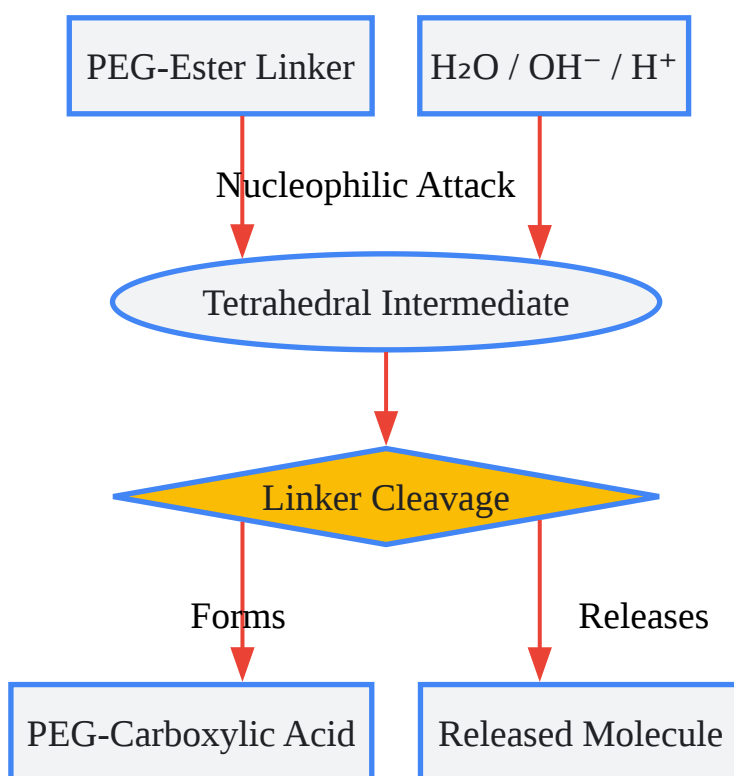 PEG-Ester Linker
H₂O / OH⁻ / H⁺
Nucleophilic Attack
Tetrahedral Intermediate
Linker Cleavage
Forms
Releases
PEG-Carboxylic Acid
Released Molecule